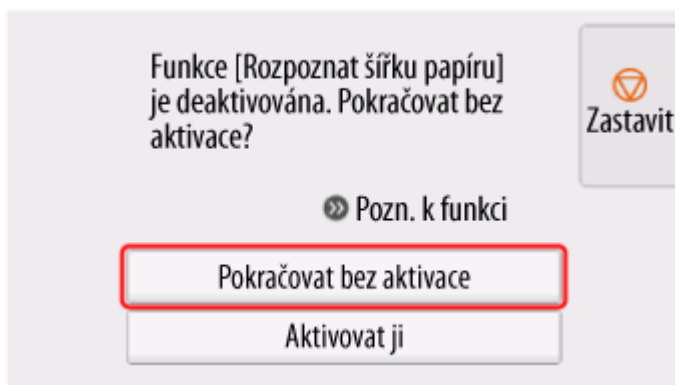 Funkce [Rozpoznat šířku papíru]
je deaktivována. Pokračovat bez
aktivace?
Zastavit
Pozn. k funkci
Pokračovat bez aktivace
Aktivovat ji